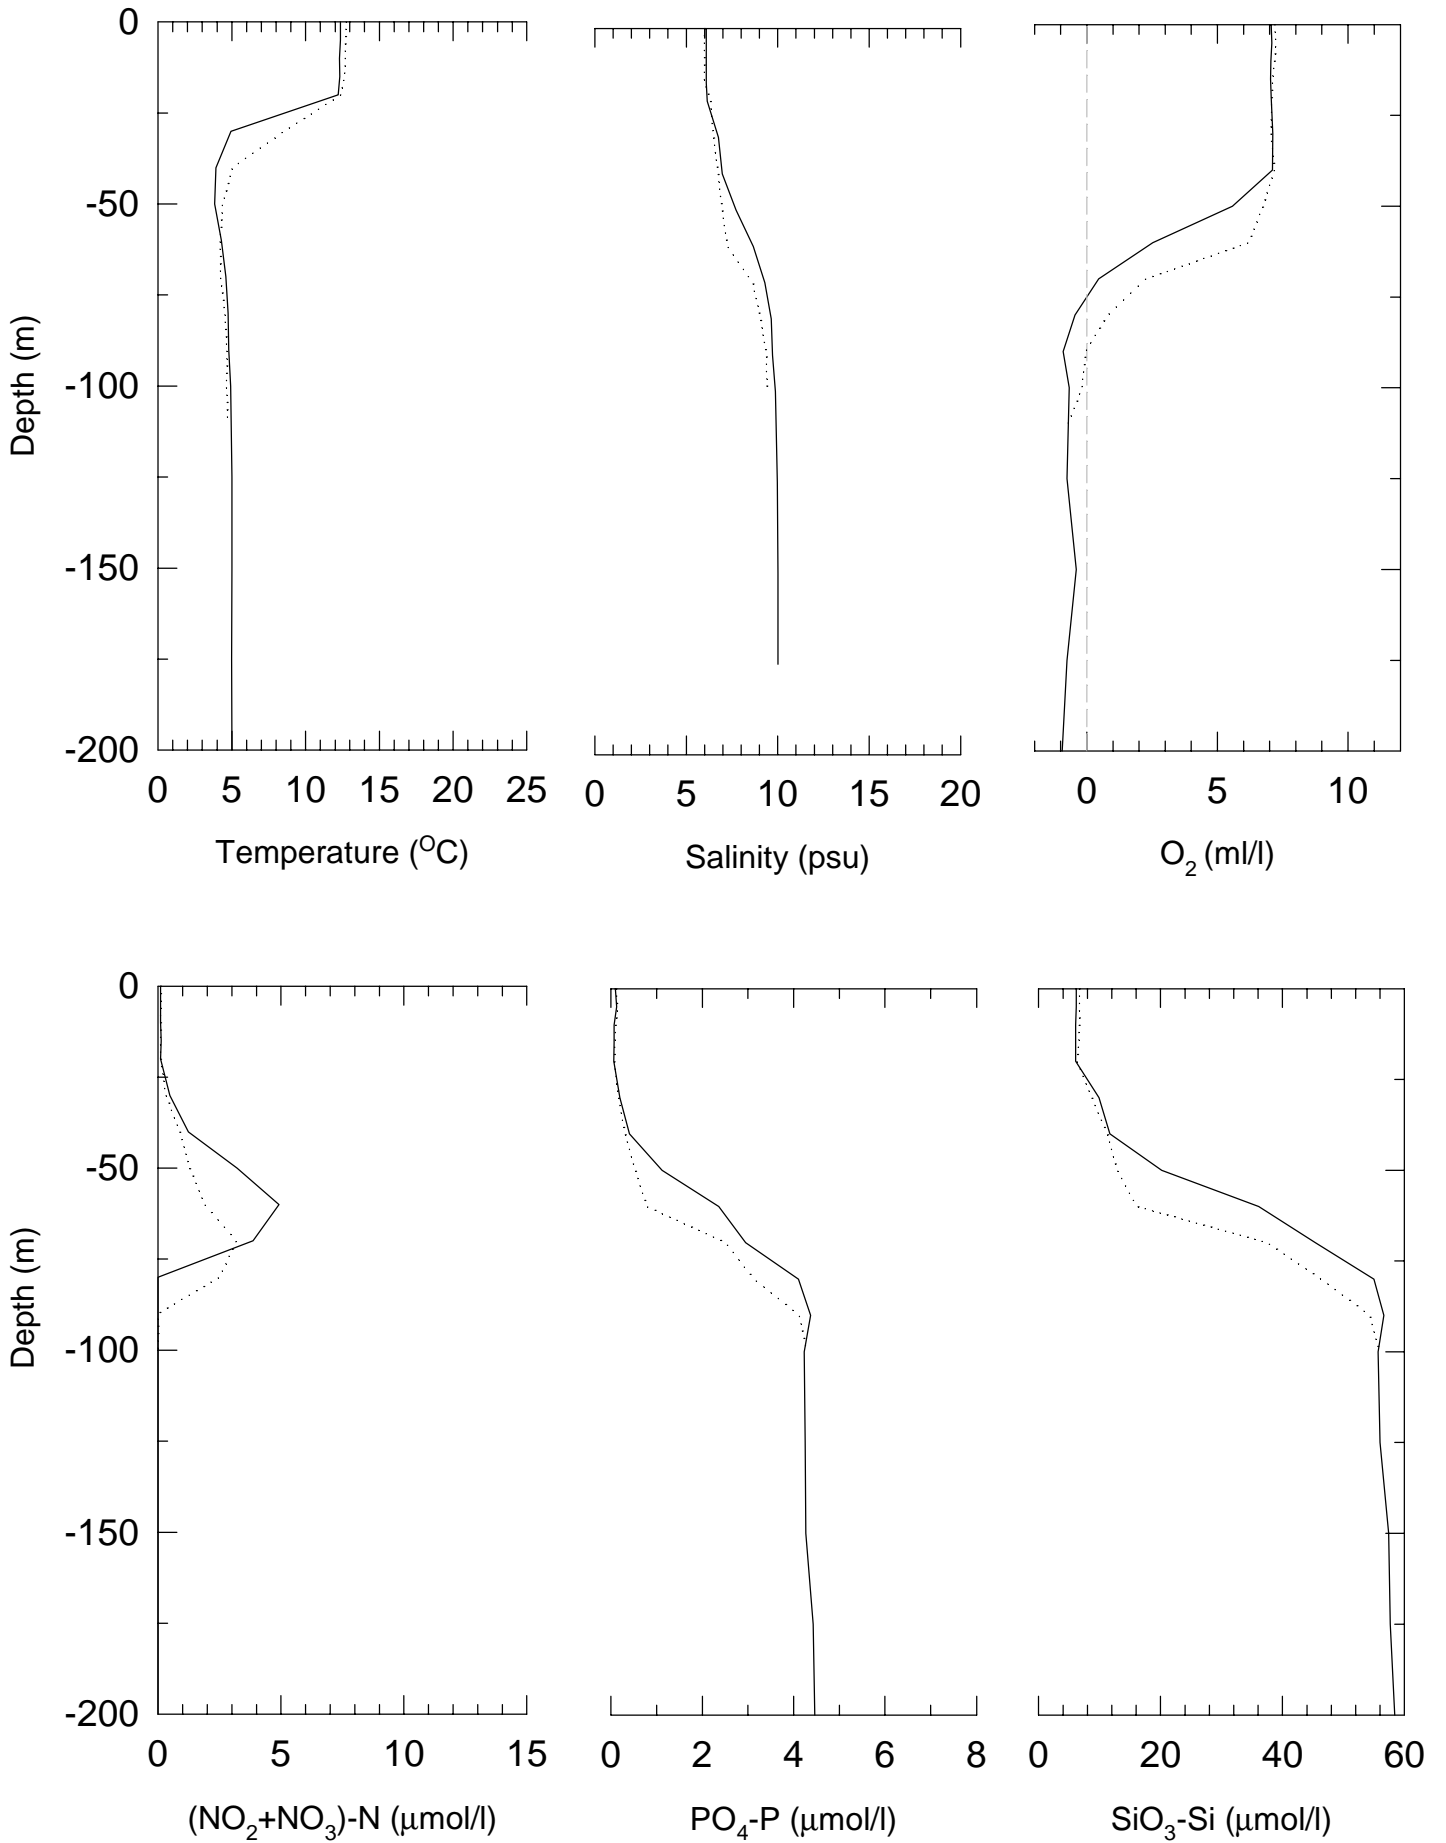 0
-50
-100
-150
-200
Depth (m)
0 5 10 15 20 25
0 5 10 15 20
0 5 10
Temperature (ᴼC)
Salinity (psu)
O₂ (ml/l)
0
-50
-100
-150
-200
Depth (m)
0 5 10 15
0 2 4 6 8
0 20 40 60
(NO₂+NO₃)-N (μmol/l)
PO₄-P (μmol/l)
SiO₃-Si (μmol/l)